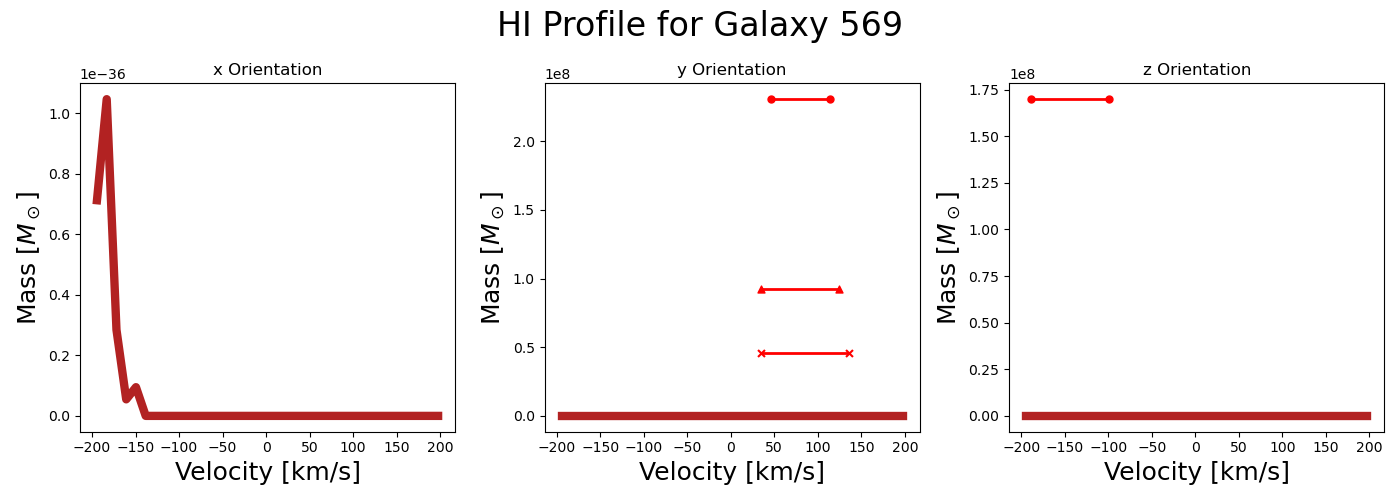 HI Profile for Galaxy 569
x Orientation
1e−36
1.0
0.8
0.6
0.4
0.2
0.0
Mass [M⊙]
−200 −150 −100 −50 0 50 100 150 200
Velocity [km/s]
y Orientation
1e8
2.0
1.5
1.0
0.5
0.0
Mass [M⊙]
−200 −150 −100 −50 0 50 100 150 200
Velocity [km/s]
z Orientation
1e8
1.75
1.50
1.25
1.00
0.75
0.50
0.25
0.00
Mass [M⊙]
−200 −150 −100 −50 0 50 100 150 200
Velocity [km/s]